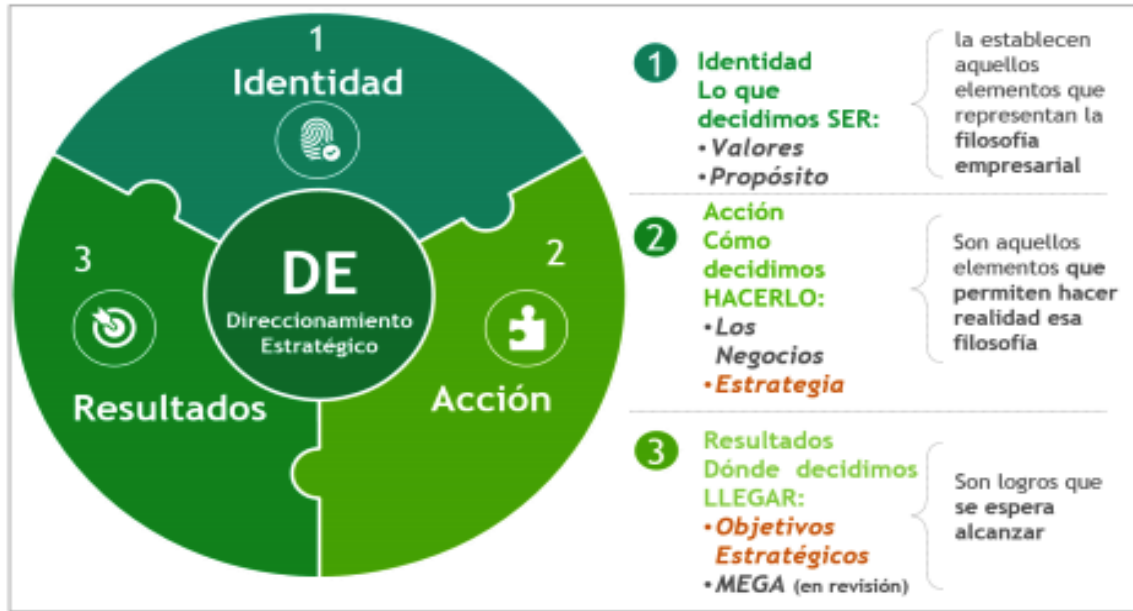 1
Identidad
3
Resultados
DE
Direccionamiento
Estratégico
2
Acción
1
Identidad
Lo que
decidimos SER:
•Valores
•Propósito
la establecen
aquellos
elementos que
representan la
filosofía
empresarial
2
Acción
Cómo
decidimos
HACERLO:
•Los
Negocios
•Estrategia
Son aquellos
elementos que
permiten hacer
realidad esa
filosofía
3
Resultados
Dónde decidimos
LLEGAR:
•Objetivos
Estratégicos
•MEGA (en revisión)
Son logros que
se espera
alcanzar